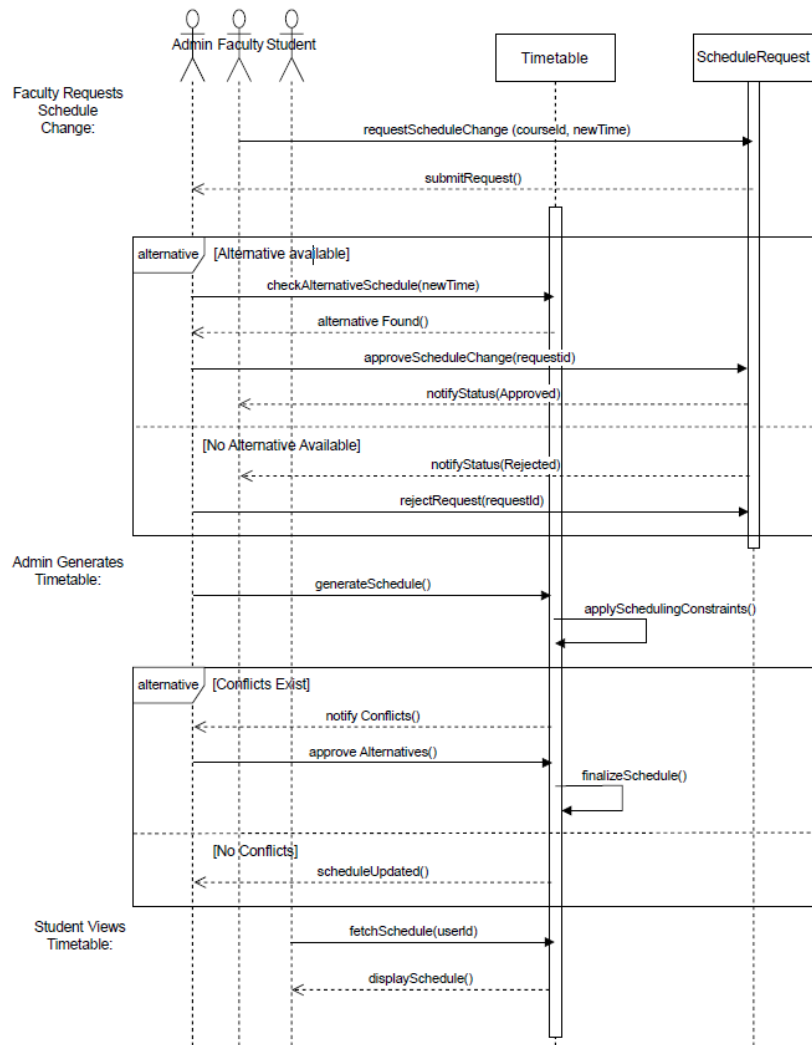 Admin Faculty Student
Timetable
ScheduleRequest
Faculty Requests
Schedule
Change:
requestScheduleChange (courseId, newTime)
submitRequest()
alternative
[Alternative available]
checkAlternativeSchedule(newTime)
alternative Found()
approveScheduleChange(requestid)
notifyStatus(Approved)
[No Alternative Available]
notifyStatus(Rejected)
rejectRequest(requestId)
Admin Generates
Timetable:
generateSchedule()
applySchedulingConstraints()
alternative
[Conflicts Exist]
notify Conflicts()
approve Alternatives()
finalizeSchedule()
[No Conflicts]
scheduleUpdated()
Student Views
Timetable:
fetchSchedule(userId)
displaySchedule()